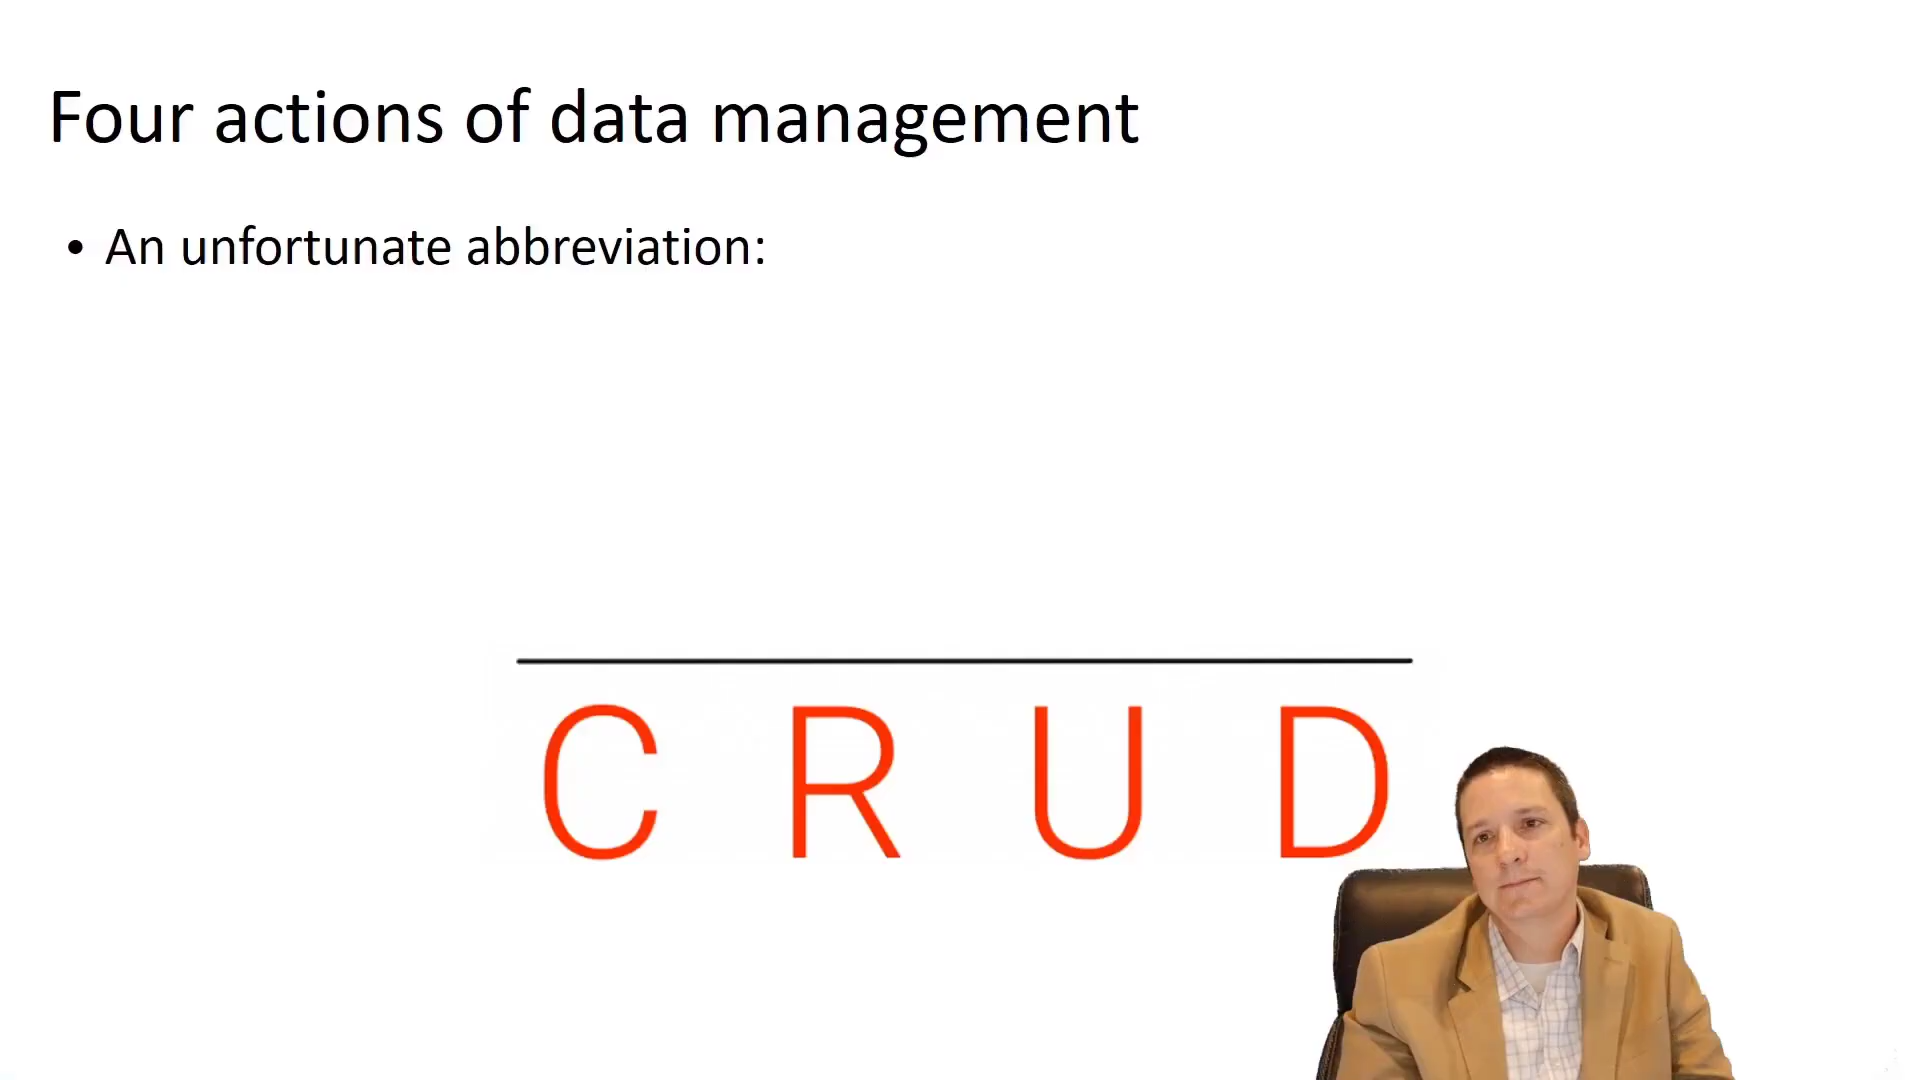 Four actions of data management
• An unfortunate abbreviation:
C R U D